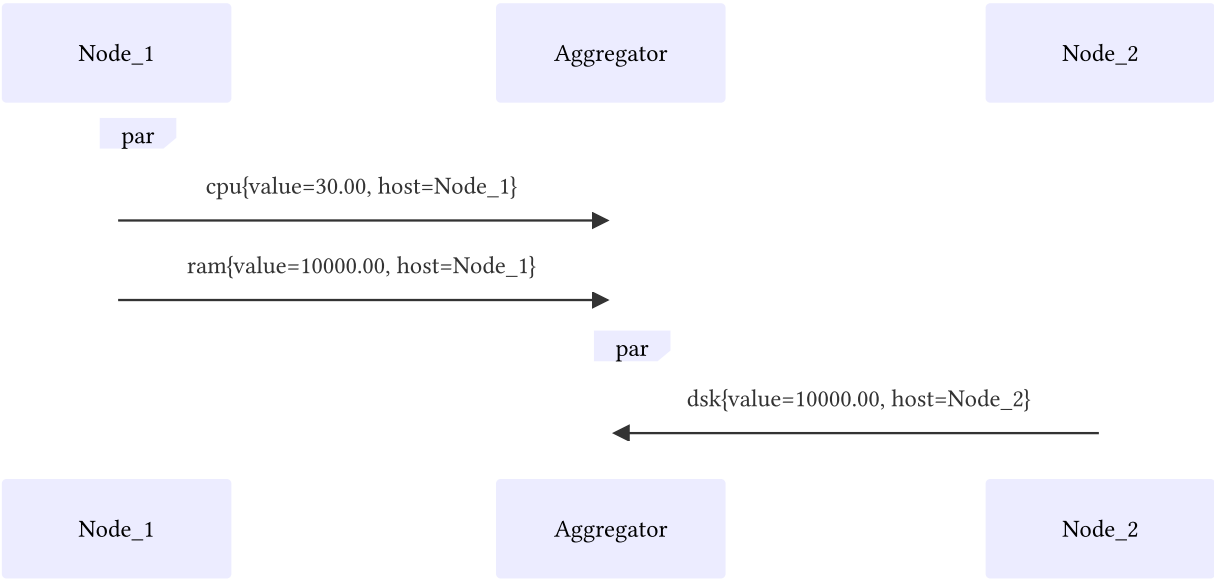 Node_1
Aggregator
Node_2
par
cpu{value=30.00, host=Node_1}
ram{value=10000.00, host=Node_1}
par
dsk{value=10000.00, host=Node_2}
Node_1
Aggregator
Node_2